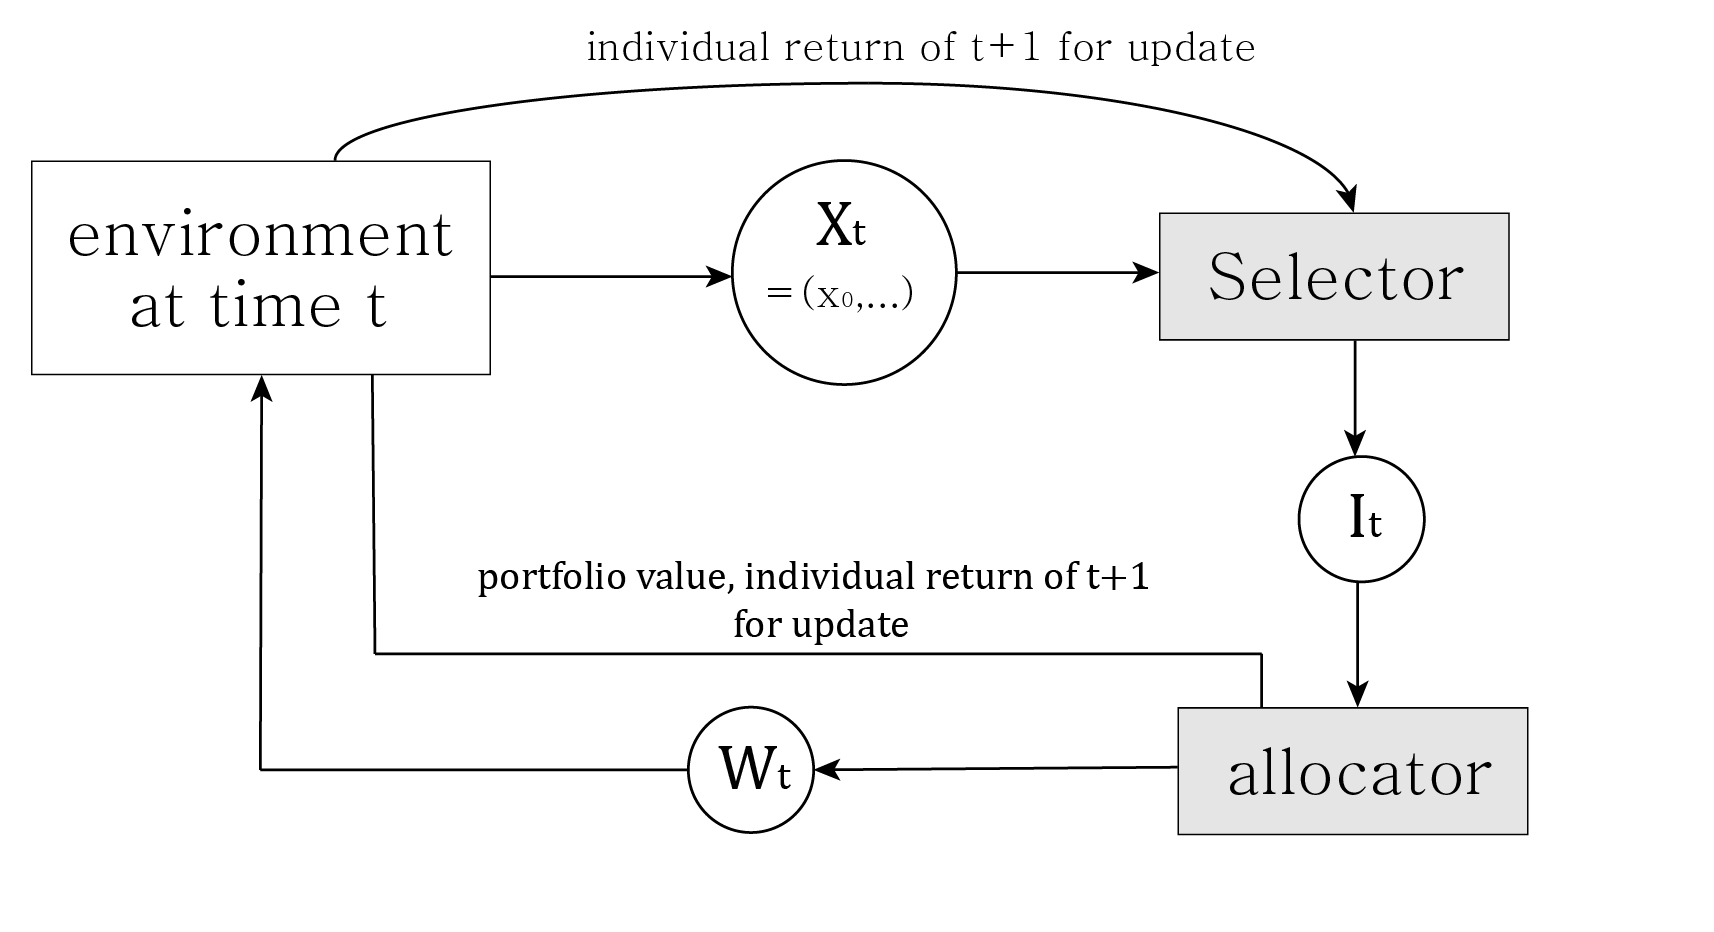 individual return of t+1 for update
environment
at time t
Xt
=(x0,...)
Selector
It
portfolio value, individual return of t+1
for update
Wt
allocator